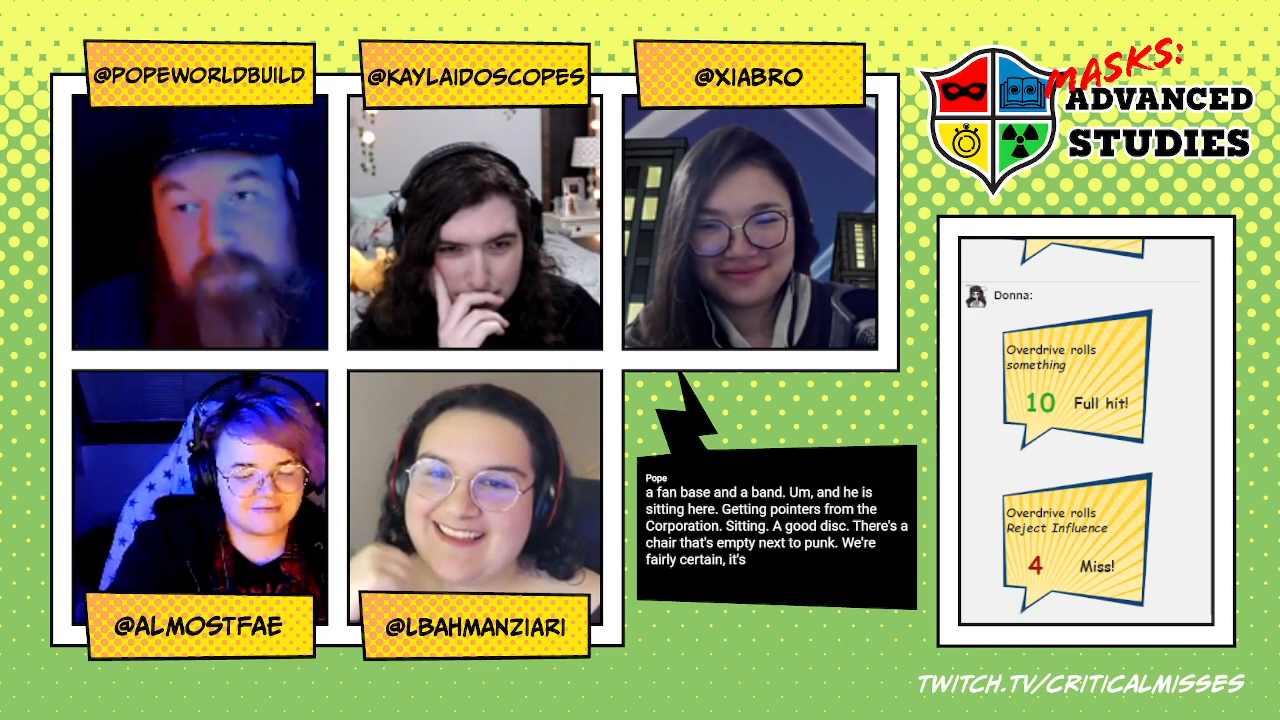 @POPEWORLDBUILD
@KAYLAIDOSCOPES
@XIABRO
MASKS:
ADVANCED
STUDIES
Donna:
Overdrive rolls
something
10 Full hit!
Overdrive rolls
Reject Influence
4 Miss!
Pope
a fan base and a band. Um, and he is
sitting here. Getting pointers from the
Corporation. Sitting. A good disc. There's a
chair that's empty next to punk. We're
fairly certain, it's
@ALMOSTFAE
@LBAHMANZIARI
TWITCH.TV/CRITICALMISSES